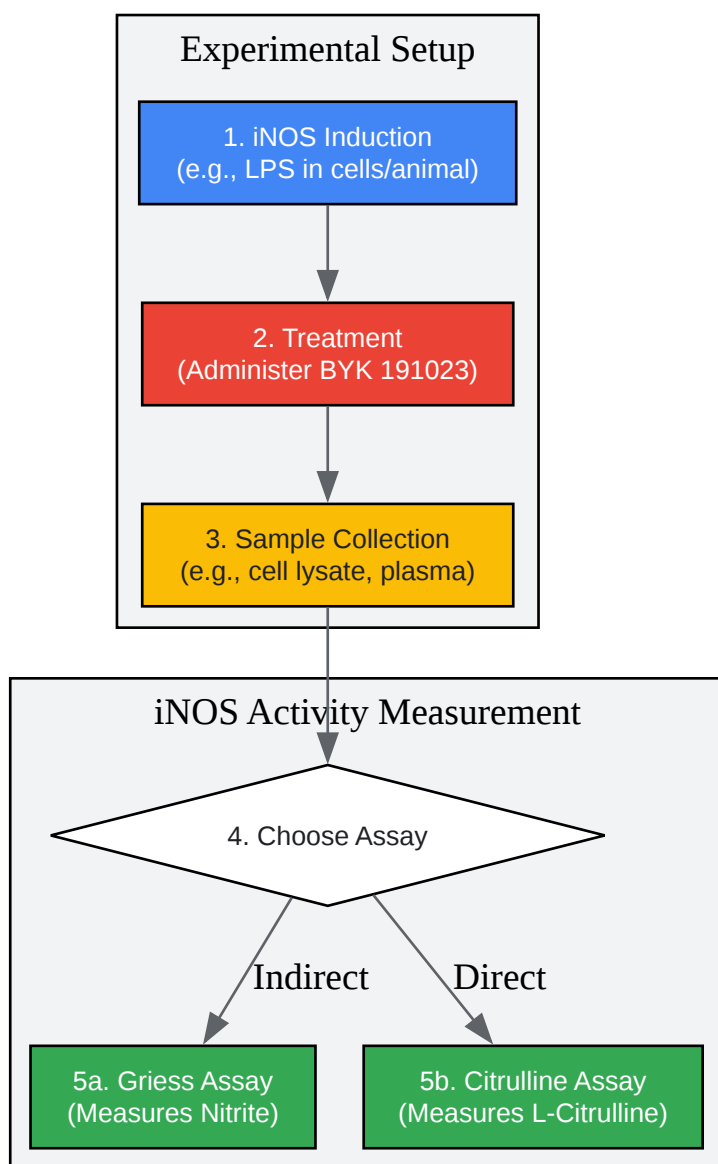 Experimental Setup
1. iNOS Induction
(e.g., LPS in cells/animal)
2. Treatment
(Administer BYK 191023)
3. Sample Collection
(e.g., cell lysate, plasma)
iNOS Activity Measurement
4. Choose Assay
Indirect
Direct
5a. Griess Assay
(Measures Nitrite)
5b. Citrulline Assay
(Measures L-Citrulline)